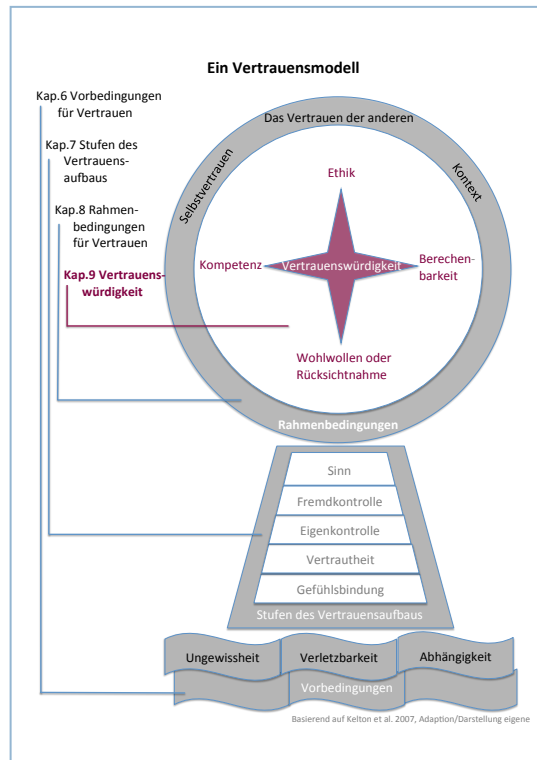 Ein Vertrauensmodell
Kap.6 Vorbedingungen
für Vertrauen
Kap.7 Stufen des
Vertrauens-
aufbaus
Kap.8 Rahmen-
bedingungen
für Vertrauen
Kap.9 Vertrauens-
würdigkeit
Das Vertrauen der anderen
Selbstvertrauen
Kontext
Ethik
Kompetenz
Vertrauenswürdigkeit
Berechen-
barkeit
Wohlwollen oder
Rücksichtnahme
Rahmenbedingungen
Sinn
Fremdkontrolle
Eigenkontrolle
Vertrautheit
Gefühlsbindung
Stufen des Vertrauensaufbaus
Ungewissheit
Verletzbarkeit
Abhängigkeit
Vorbedingungen
Basierend auf Kelton et al. 2007, Adaption/Darstellung eigene